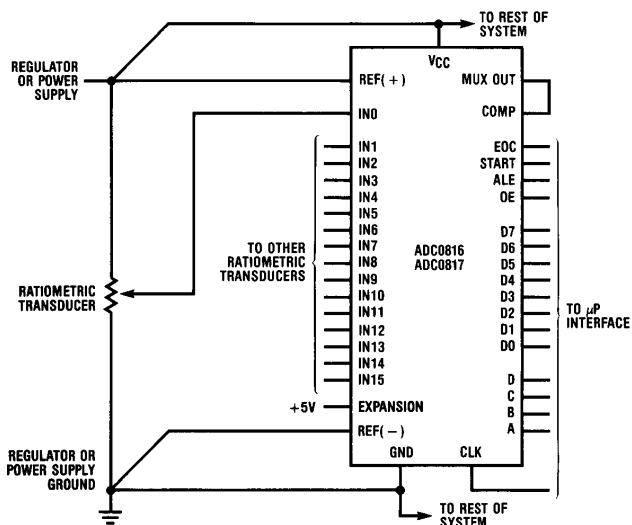 TO REST OF
SYSTEM
REGULATOR
OR POWER
SUPPLY
VCC
REF(+)
MUX OUT
IN0
COMP
IN1
IN2
IN3
IN4
IN5
IN6
IN7
IN8
IN9
IN10
IN11
IN12
IN13
IN14
IN15
TO OTHER
RATIOMETRIC
TRANSDUCERS
ADC0816
ADC0817
EOC
START
ALE
OE
D7
D6
D5
D4
D3
D2
D1
D0
D
C
B
A
TO µP
INTERFACE
RATIOMETRIC
TRANSDUCER
+5V
EXPANSION
REF(−)
GND
CLK
REGULATOR OR
POWER SUPPLY
GROUND
TO REST OF
SYSTEM